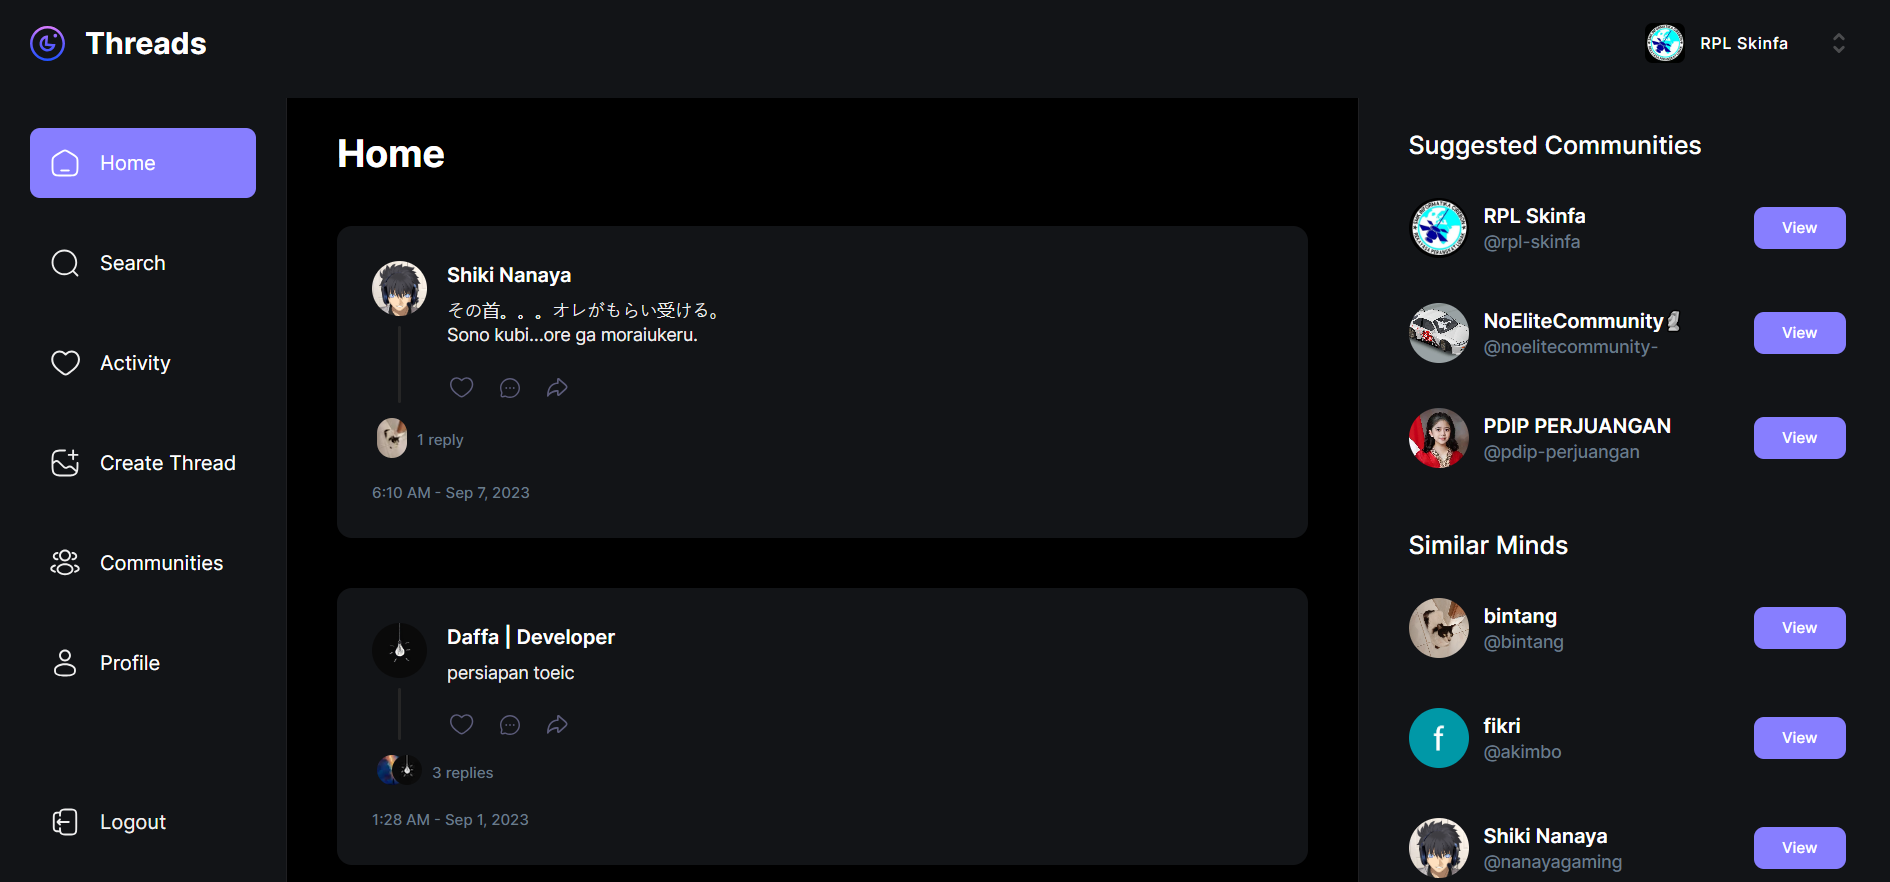 Threads
RPL Skinfa
Home
Search
Activity
Create Thread
Communities
Profile
Logout
Home
Shiki Nanaya
その首。。。オレがもらい受ける。
Sono kubi...ore ga moraiukeru.
1 reply
6:10 AM - Sep 7, 2023
Daffa | Developer
persiapan toeic
3 replies
1:28 AM - Sep 1, 2023
Suggested Communities
RPL Skinfa
@rpl-skinfa
View
NoEliteCommunity🗿
@noelitecommunity-
View
PDIP PERJUANGAN
@pdip-perjuangan
View
Similar Minds
bintang
@bintang
View
f
fikri
@akimbo
View
Shiki Nanaya
@nanayagaming
View